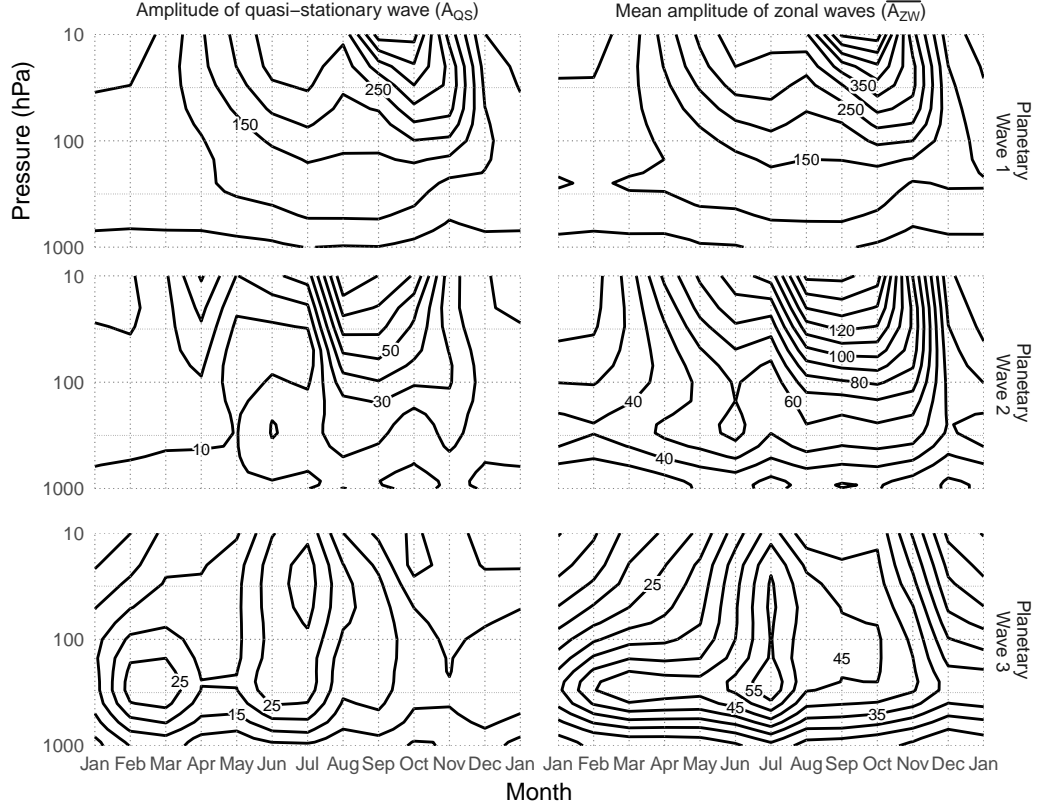 Amplitude of quasi−stationary wave (A_QS)
Mean amplitude of zonal waves (A_ZW)
Pressure (hPa)
10
100
1000
250
150
350
250
150
Planetary
Wave 1
10
100
1000
50
30
10
120
100
80
60
40
40
Planetary
Wave 2
10
100
1000
25
25
15
25
45
55
45
35
Planetary
Wave 3
Jan Feb Mar Apr May Jun Jul Aug Sep Oct Nov Dec Jan
Jan Feb Mar Apr May Jun Jul Aug Sep Oct Nov Dec Jan
Month